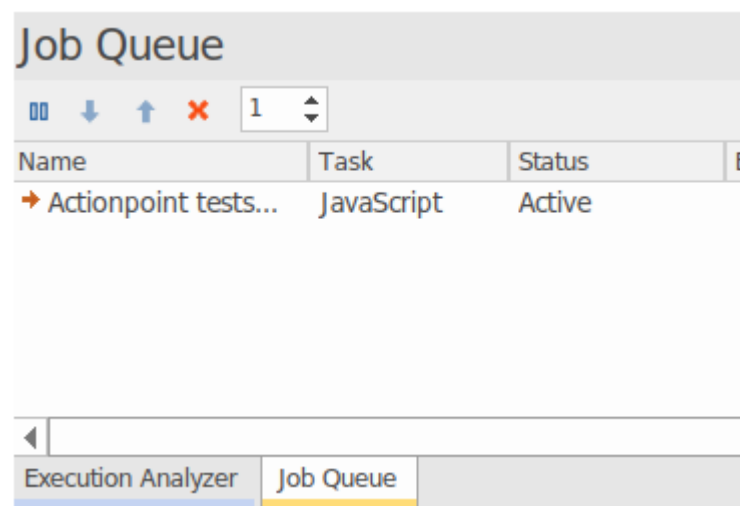 Job Queue
1
Name Task Status
Actionpoint tests... JavaScript Active
Execution Analyzer Job Queue